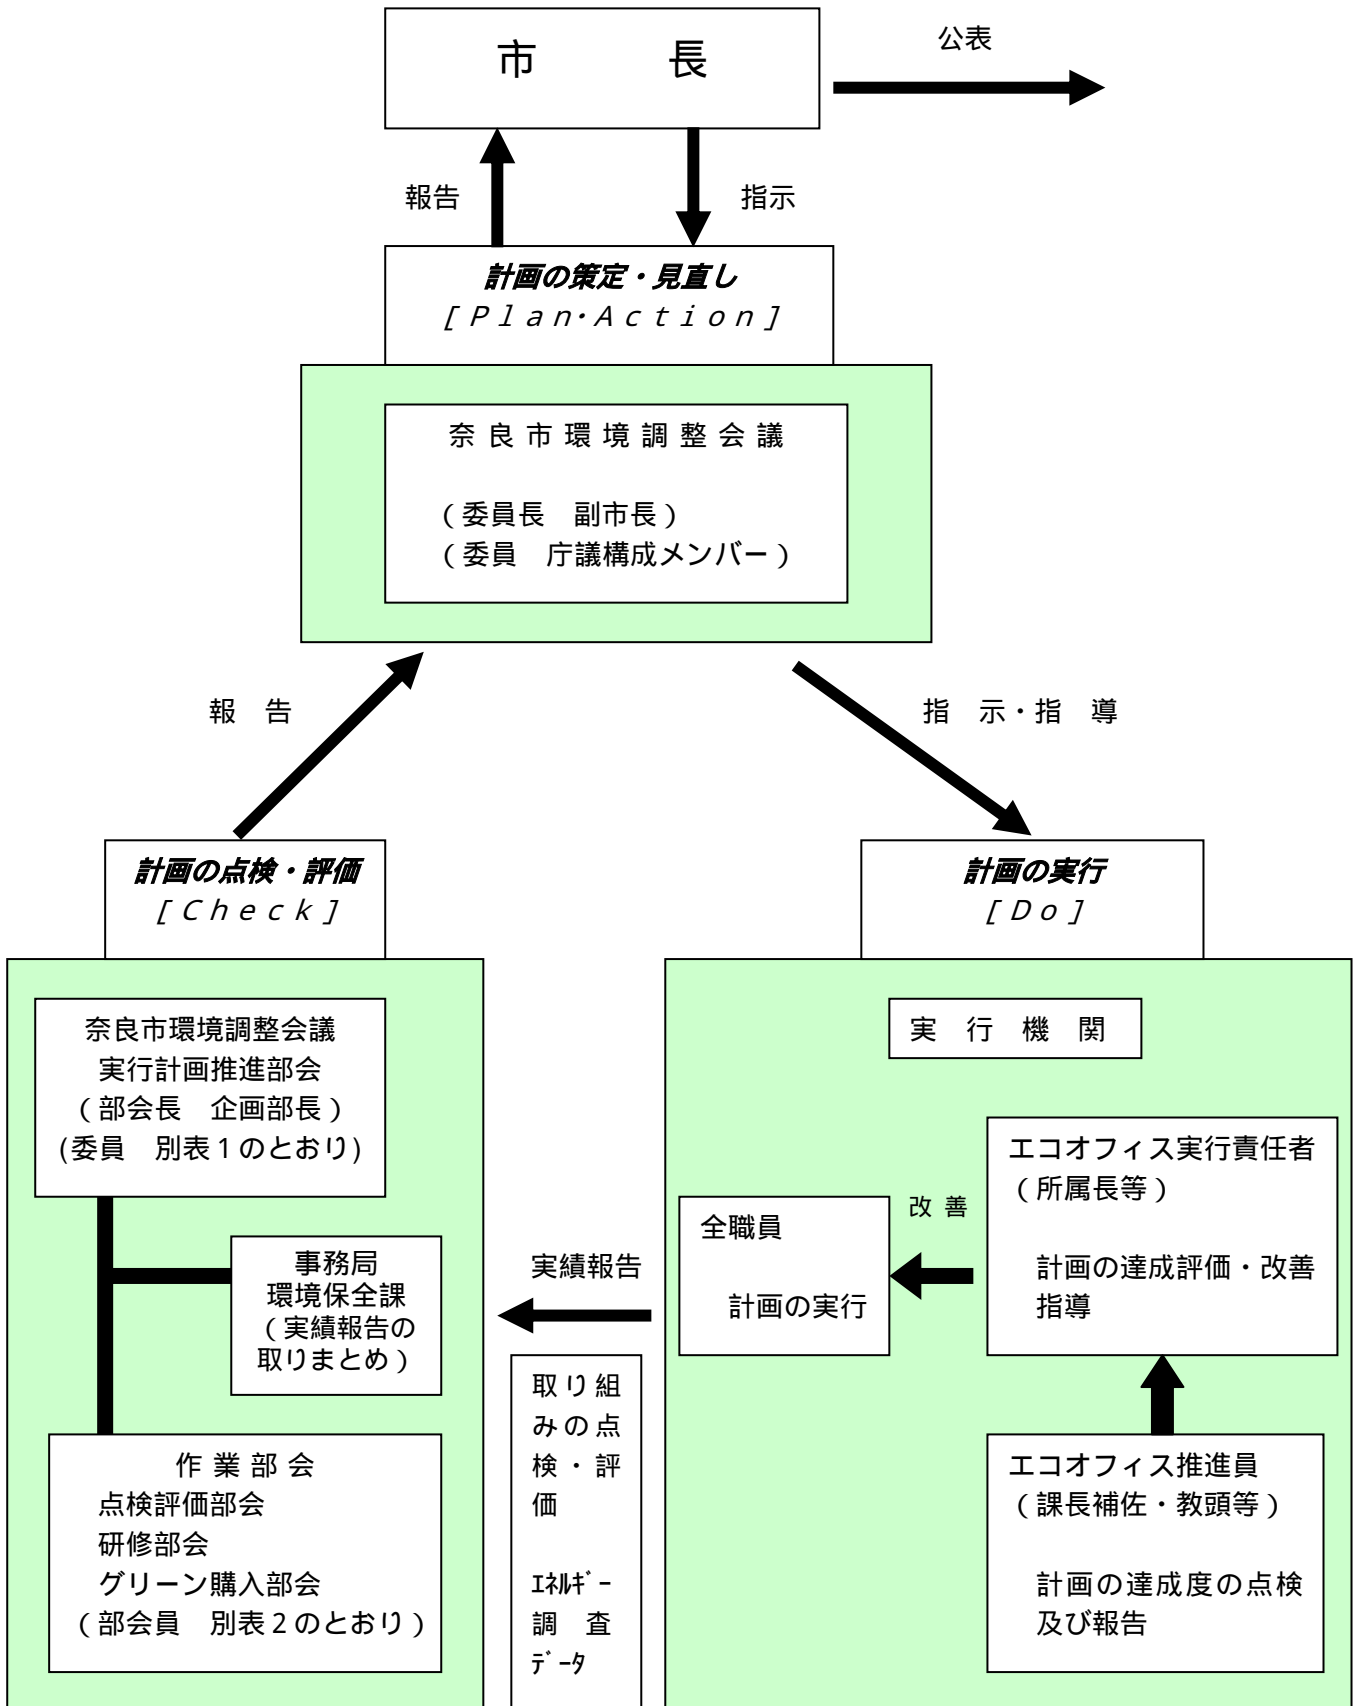 市　　　長
公表
報告
指示
計画の策定・見直し
[Plan･Action]
奈良市環境調整会議
（委員長　副市長）
（委員　庁議構成メンバー）
報　告
指　示・指　導
計画の点検・評価
[Check]
奈良市環境調整会議
実行計画推進部会
（部会長　企画部長）
(委員　別表１のとおり)
事務局
環境保全課
（実績報告の
取りまとめ）
作業部会
点検評価部会
研修部会
グリーン購入部会
（部会員　別表２のとおり）
実績報告
取り組
みの点
検・評
価
ｴﾈﾙｷﾞｰ
調　査
ﾃﾞｰﾀ
計画の実行
[Do]
実　行　機　関
全職員
計画の実行
改善
エコオフィス実行責任者
（所属長等）
計画の達成評価・改善
指導
エコオフィス推進員
（課長補佐・教頭等）
計画の達成度の点検
及び報告